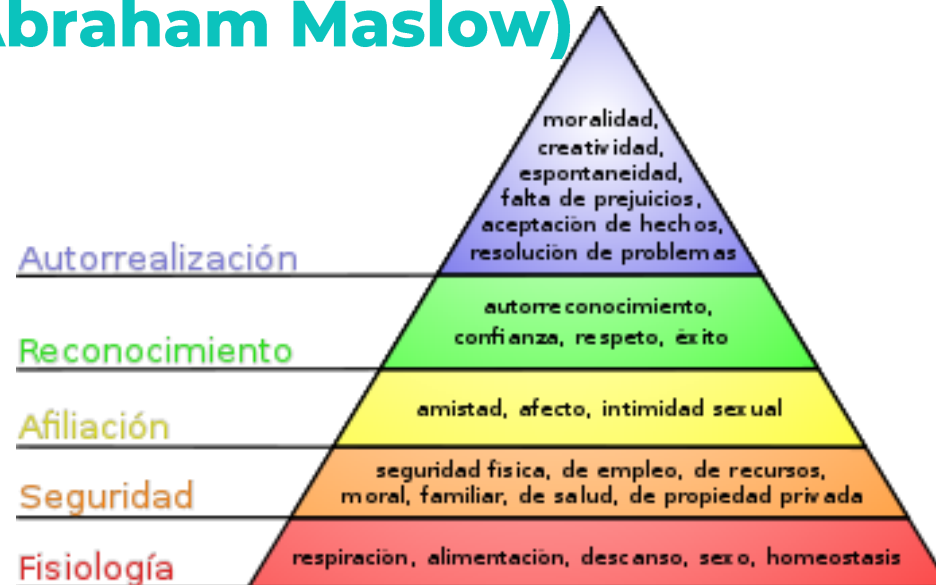 Abraham Maslow)
moralidad,
creatividad,
espontaneidad,
falta de prejuicios,
aceptación de hechos,
resolución de problemas
Autorrealización
autorreconocimiento,
confianza, respeto, éxito
Reconocimiento
amistad, afecto, intimidad sexual
Afiliación
seguridad física, de empleo, de recursos,
moral, familiar, de salud, de propiedad privada
Seguridad
respiración, alimentación, descanso, sexo, homeostasis
Fisiología